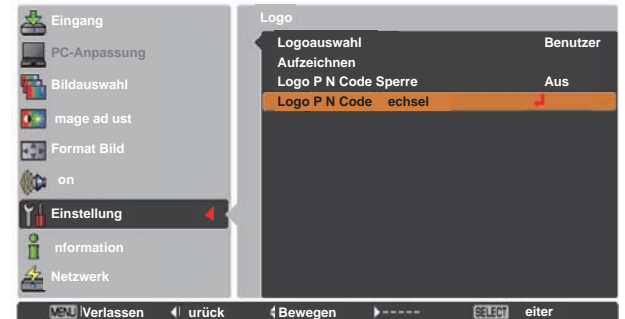 Eingang
PC-Anpassung
Bildauswahl
mage ad ust
Format Bild
on
Einstellung
nformation
Netzwerk
Logo
Logoauswahl Benutzer
Aufzeichnen
Logo P N Code Sperre Aus
Logo P N Code echsel
MENU Verlassen urück Bewegen ----- SELECT eiter